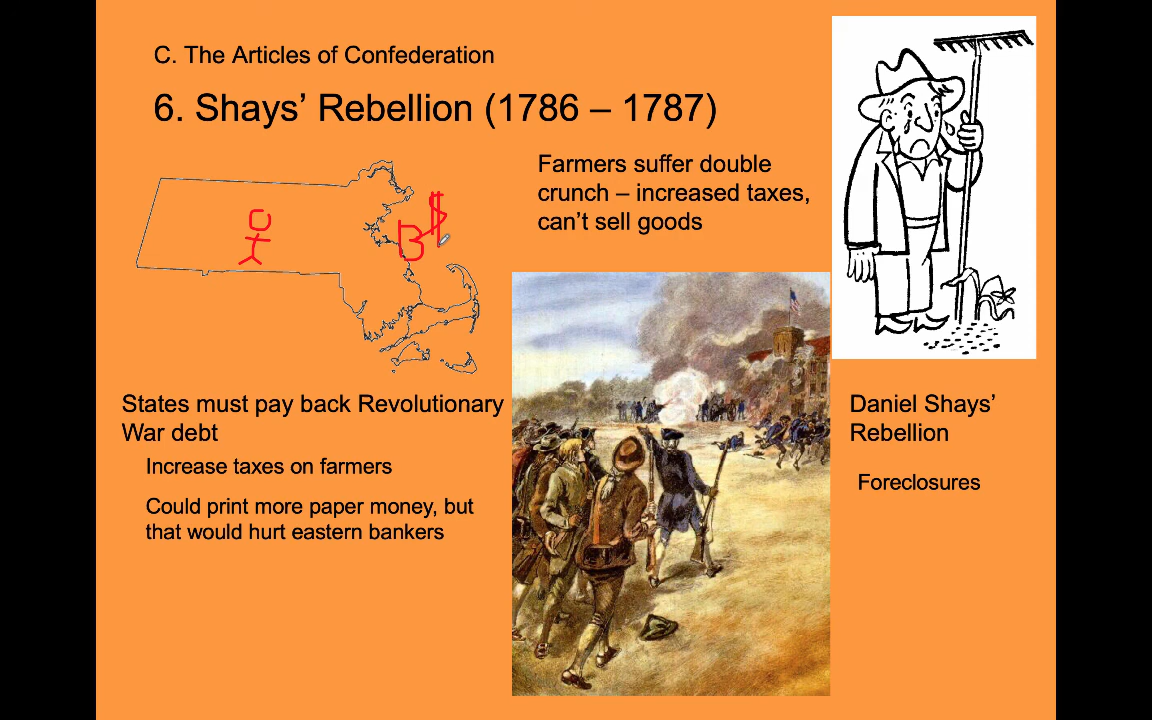 C. The Articles of Confederation
6. Shays’ Rebellion (1786 – 1787)
Farmers suffer double
crunch – increased taxes,
can’t sell goods
B$
States must pay back Revolutionary
War debt
Increase taxes on farmers
Could print more paper money, but
that would hurt eastern bankers
Daniel Shays’
Rebellion
Foreclosures